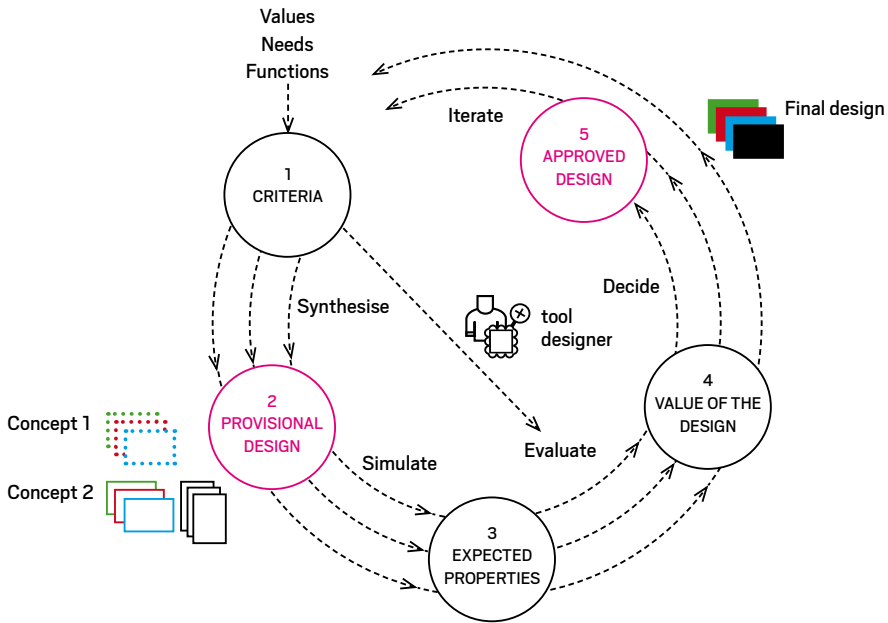 Values
Needs
Functions
1
CRITERIA
Iterate
5
APPROVED
DESIGN
Final design
Synthesise
Decide
tool
designer
2
PROVISIONAL
DESIGN
Concept 1
Concept 2
Simulate
Evaluate
4
VALUE OF THE
DESIGN
3
EXPECTED
PROPERTIES